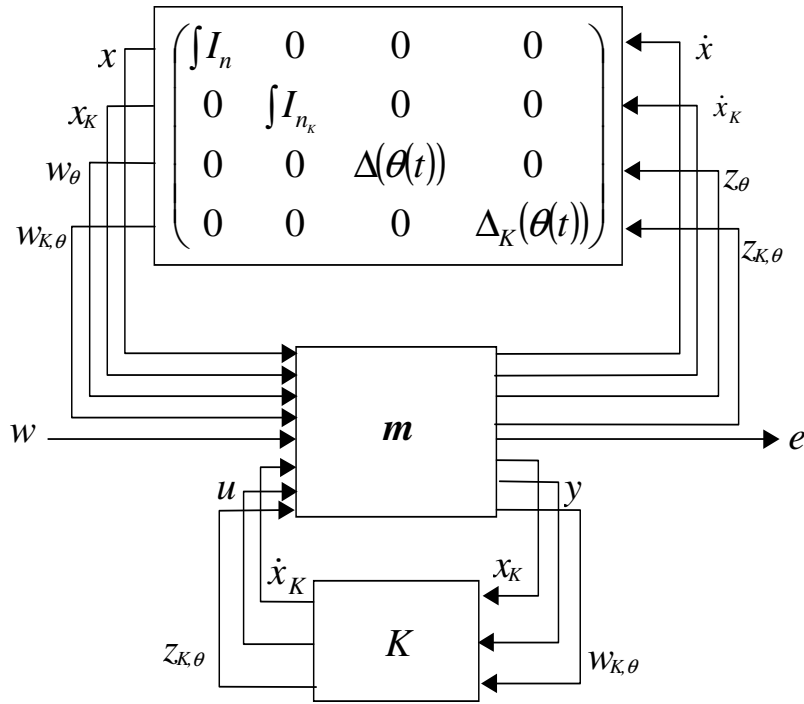 x ∫Iₙ 0 0 0 ẋ
x_K 0 ∫I_{n_K} 0 0 ẋ_K
w_θ 0 0 Δ(θ(t)) 0 z_θ
w_{K,θ} 0 0 0 Δ_K(θ(t)) z_{K,θ}
m
w e
u y
ẋ_K x_K
K
z_{K,θ} w_{K,θ}